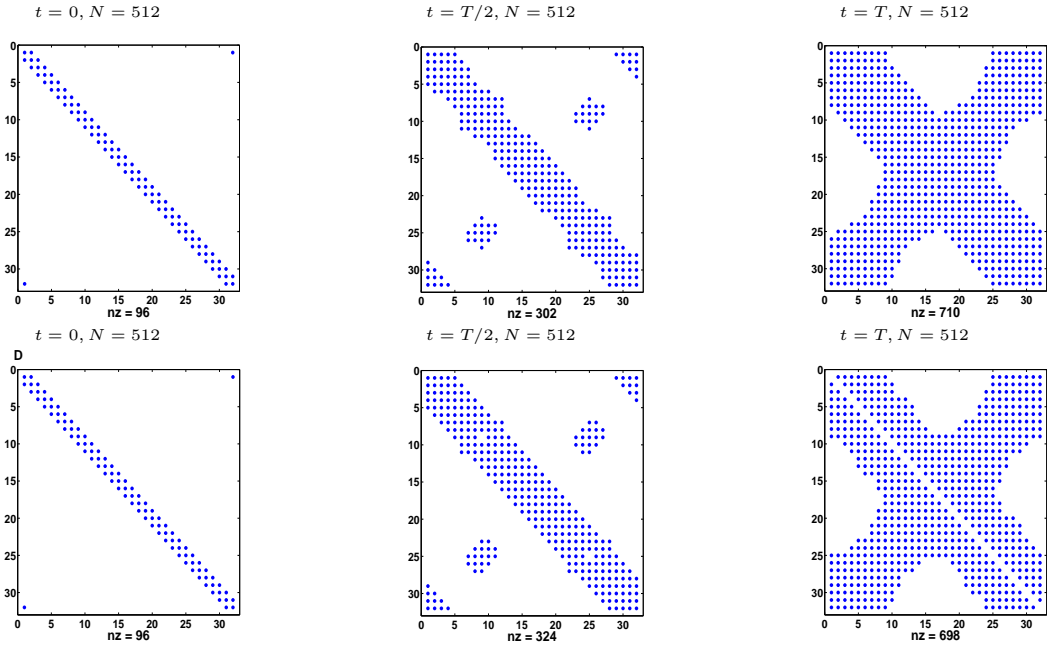 t = 0, N = 512
t = T/2, N = 512
t = T, N = 512
0
5
10
15
20
25
30
0 5 10 15 20 25 30
nz = 96
0
5
10
15
20
25
30
0 5 10 15 20 25 30
nz = 302
0
5
10
15
20
25
30
0 5 10 15 20 25 30
nz = 710
t = 0, N = 512
t = T/2, N = 512
t = T, N = 512
D
0
5
10
15
20
25
30
0 5 10 15 20 25 30
nz = 96
0
5
10
15
20
25
30
0 5 10 15 20 25 30
nz = 324
0
5
10
15
20
25
30
0 5 10 15 20 25 30
nz = 698